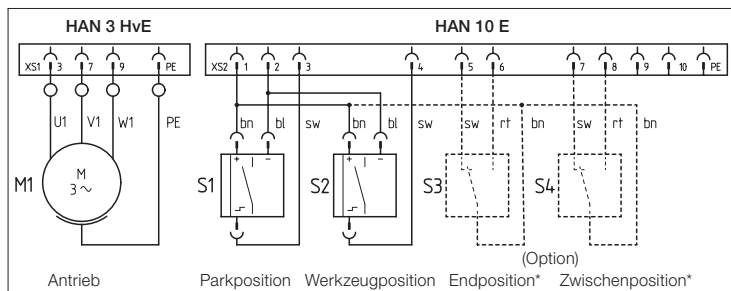 HAN 3 HvE HAN 10 E
XS1 3 7 9 PE XS2 1 2 3 4 5 6 7 8 9 10 PE
U1 V1 W1 PE bn bl sw bn bl sw sw rt bn sw rt bn
M1 M 3~ S1 + - S2 + - S3 S4
(Option)
Antrieb Parkposition Werkzeugposition Endposition* Zwischenposition*